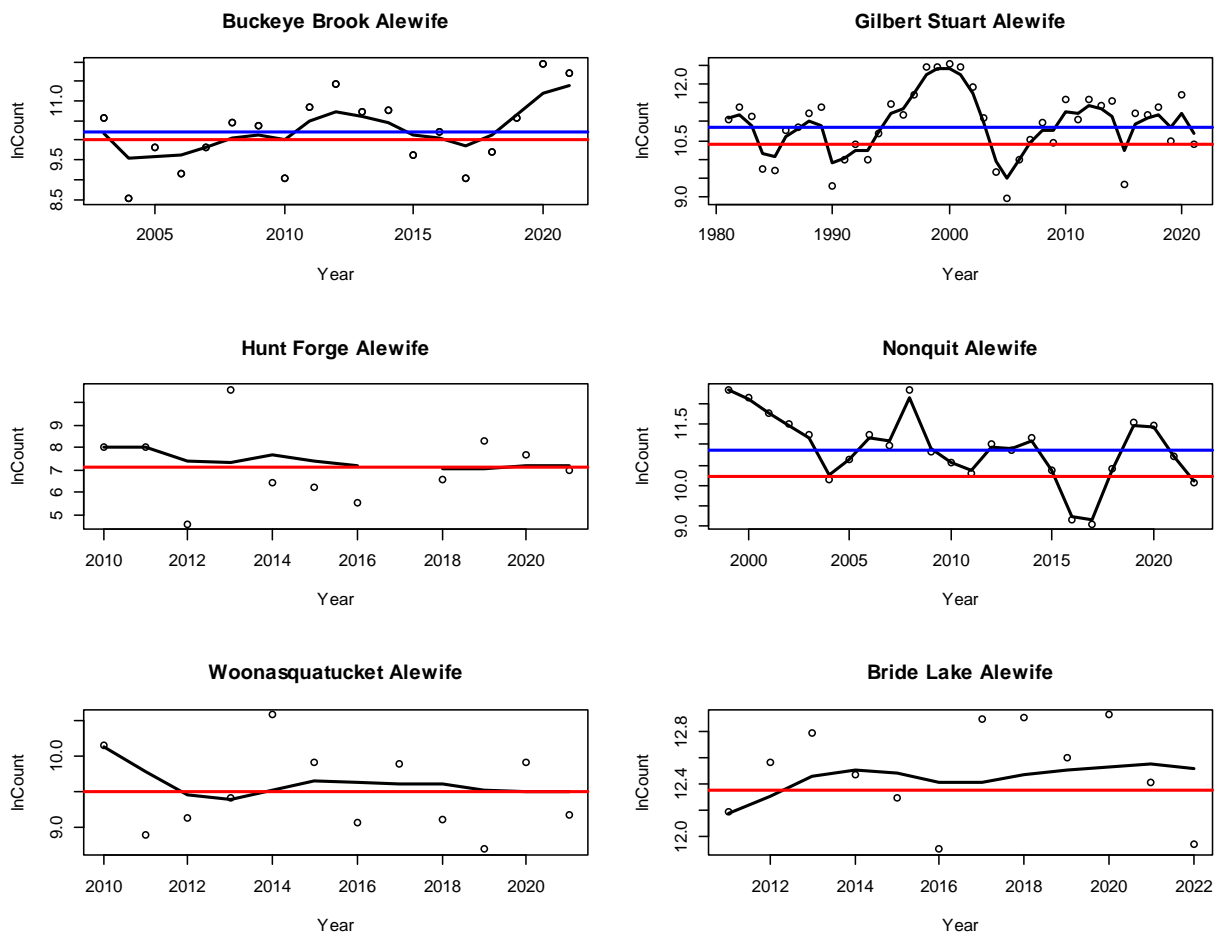 Buckeye Brook Alewife
lnCount
8.5 9.5 11.0
2005 2010 2015 2020
Year
Gilbert Stuart Alewife
lnCount
9.0 10.5 12.0
1980 1990 2000 2010 2020
Year
Hunt Forge Alewife
lnCount
5 6 7 8 9
2010 2012 2014 2016 2018 2020
Year
Nonquit Alewife
lnCount
9.0 10.0 11.5
2000 2005 2010 2015 2020
Year
Woonasquatucket Alewife
lnCount
9.0 10.0
2010 2012 2014 2016 2018 2020
Year
Bride Lake Alewife
lnCount
12.0 12.4 12.8
2012 2014 2016 2018 2020 2022
Year